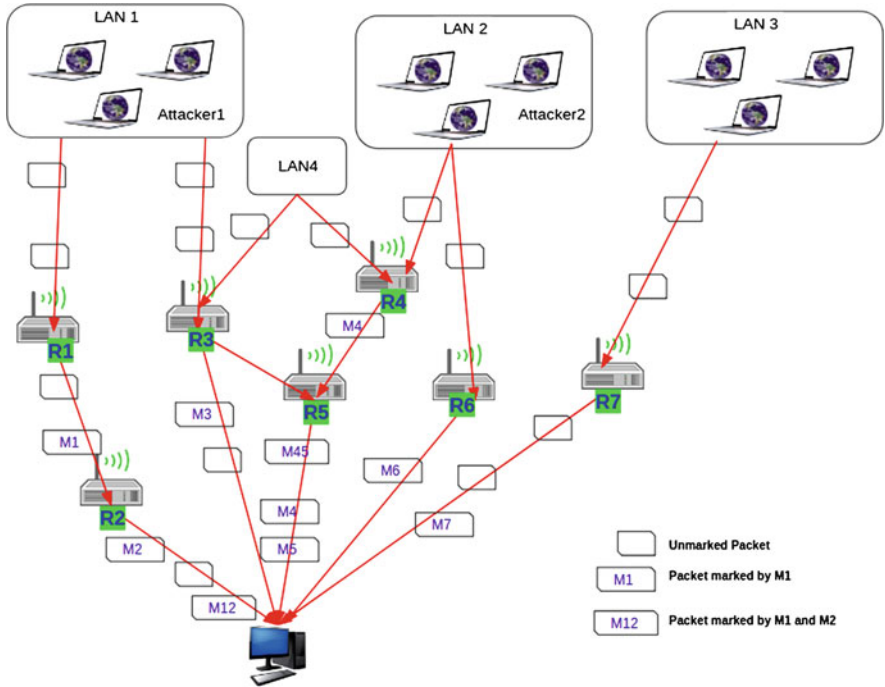 LAN 1
LAN 2
LAN 3
Attacker1
Attacker2
LAN4
R4
M4
R1
R3
R5
R6
R7
M3
M1
M45
M6
M4
R2
M7
M2
M5
M12
Unmarked Packet
M1 Packet marked by M1
M12 Packet marked by M1 and M2